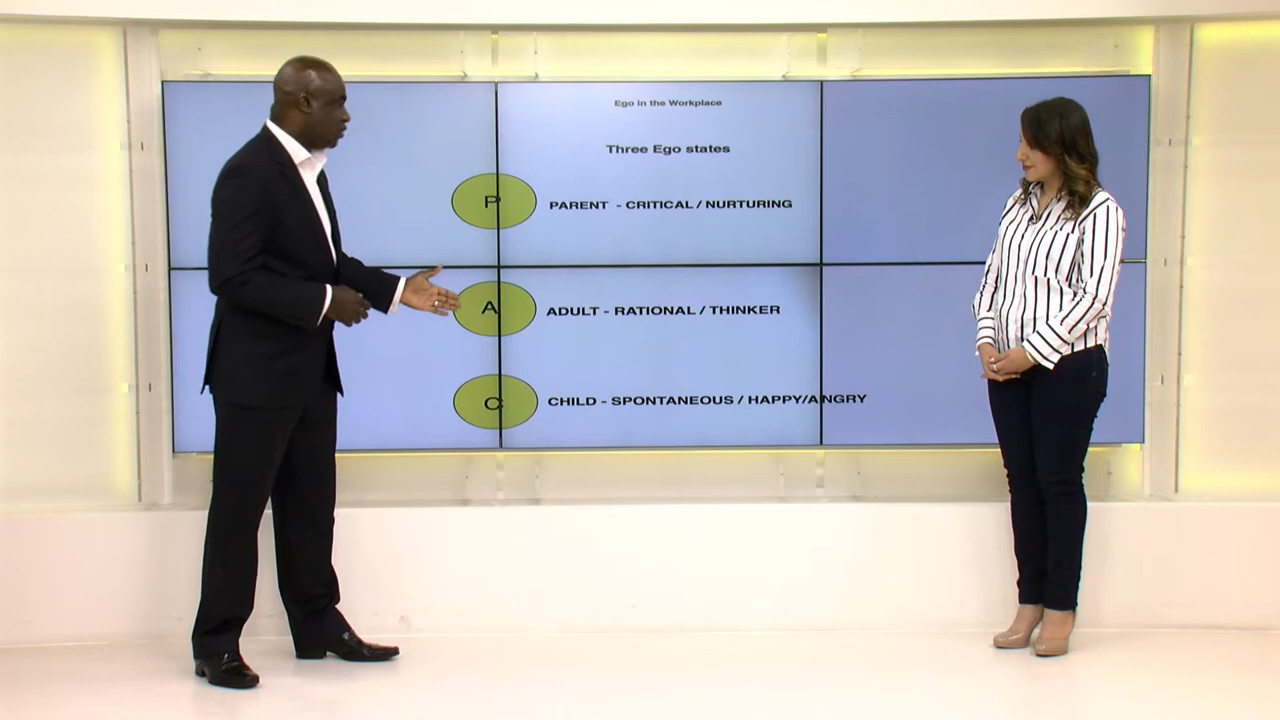 Ego in the Workplace
Three Ego states
P
PARENT - CRITICAL / NURTURING
A
ADULT - RATIONAL / THINKER
C
CHILD - SPONTANEOUS / HAPPY/ANGRY